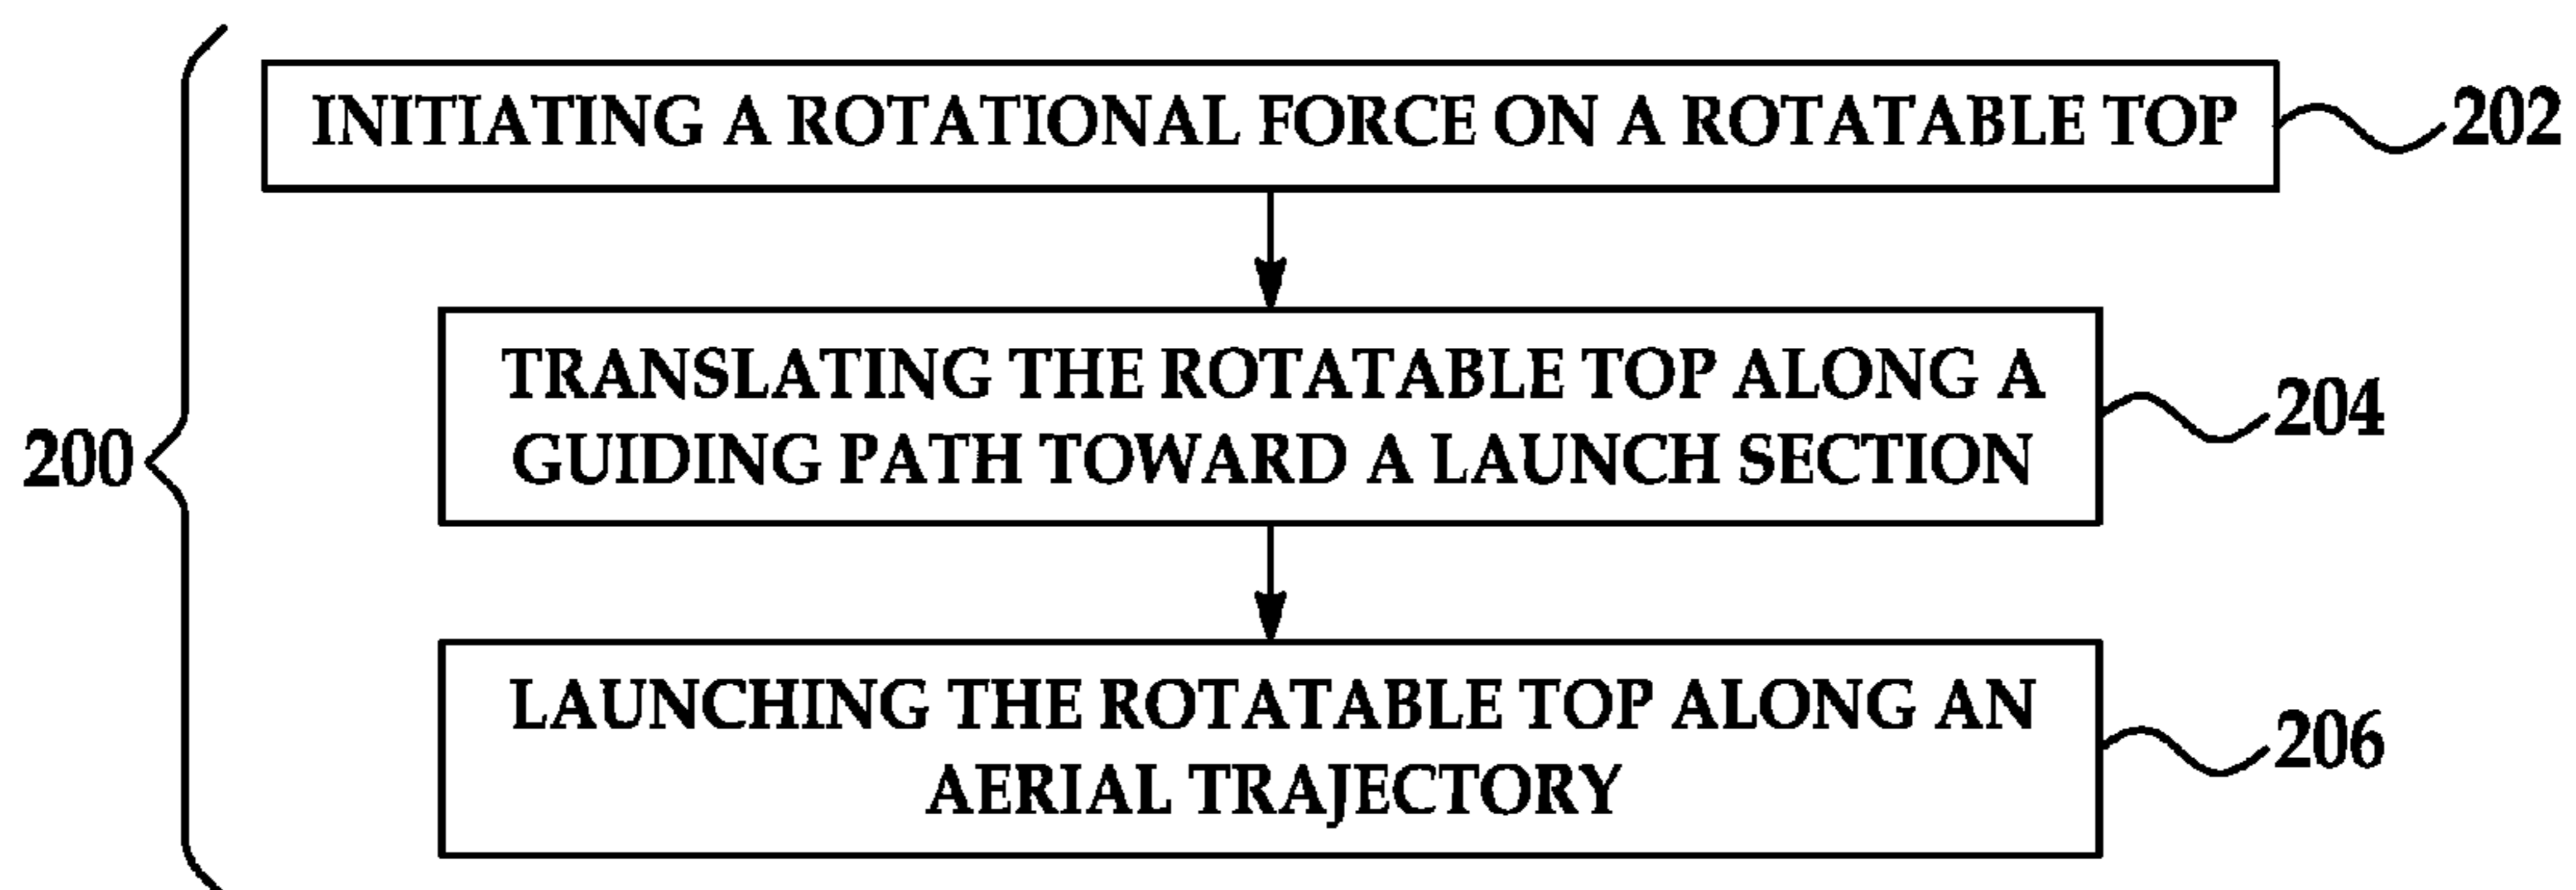 INITIATING A ROTATIONAL FORCE ON A ROTATABLE TOP
202
TRANSLATING THE ROTATABLE TOP ALONG A
GUIDING PATH TOWARD A LAUNCH SECTION
204
200
LAUNCHING THE ROTATABLE TOP ALONG AN
AERIAL TRAJECTORY
206